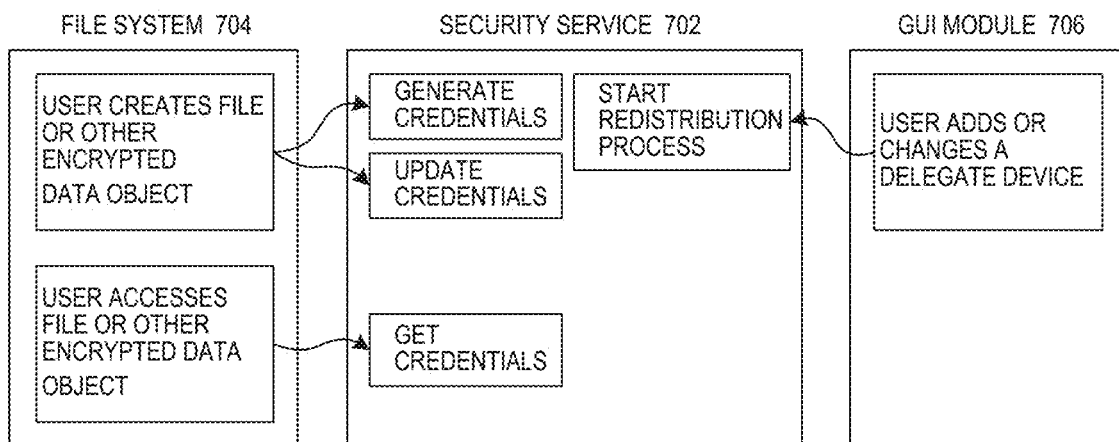 FILE SYSTEM 704
USER CREATES FILE
OR OTHER
ENCRYPTED
DATA OBJECT
USER ACCESSES
FILE OR OTHER
ENCRYPTED DATA
OBJECT
SECURITY SERVICE 702
GENERATE
CREDENTIALS
UPDATE
CREDENTIALS
GET
CREDENTIALS
START
REDISTRIBUTION
PROCESS
GUI MODULE 706
USER ADDS OR
CHANGES A
DELEGATE DEVICE